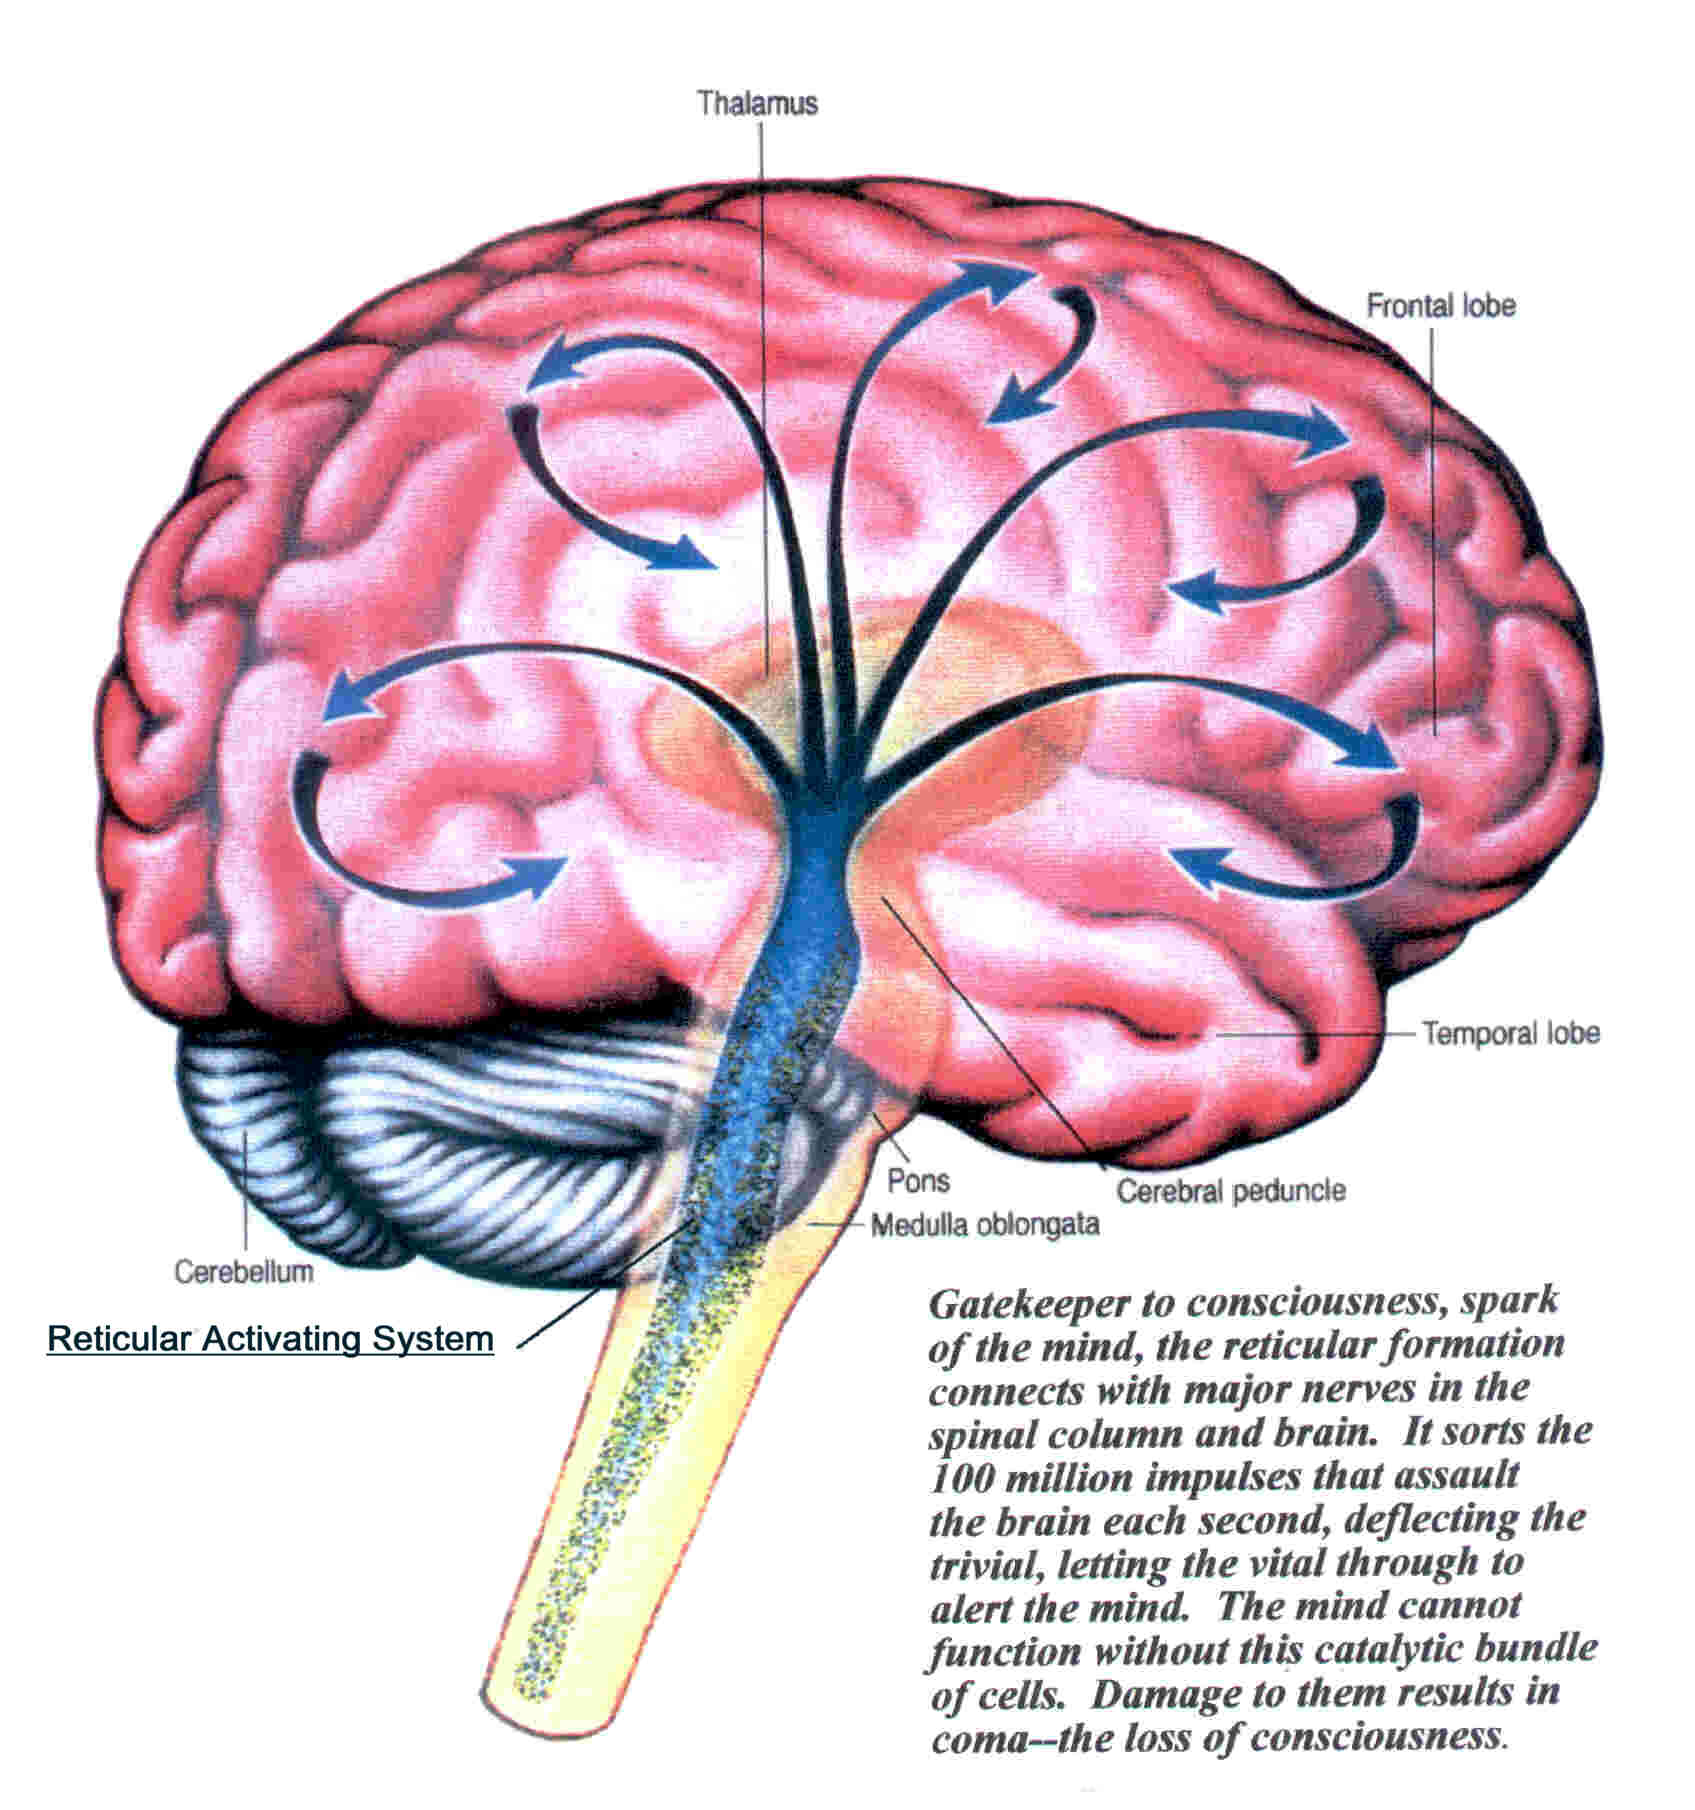 Thalamus
Frontal lobe
Temporal lobe
Pons
Cerebral peduncle
Medulla oblongata
Cerebellum
Reticular Activating System
Gatekeeper to consciousness, spark
of the mind, the reticular formation
connects with major nerves in the
spinal column and brain.  It sorts the
100 million impulses that assault
the brain each second, deflecting the
trivial, letting the vital through to
alert the mind.  The mind cannot
function without this catalytic bundle
of cells.  Damage to them results in
coma--the loss of consciousness.